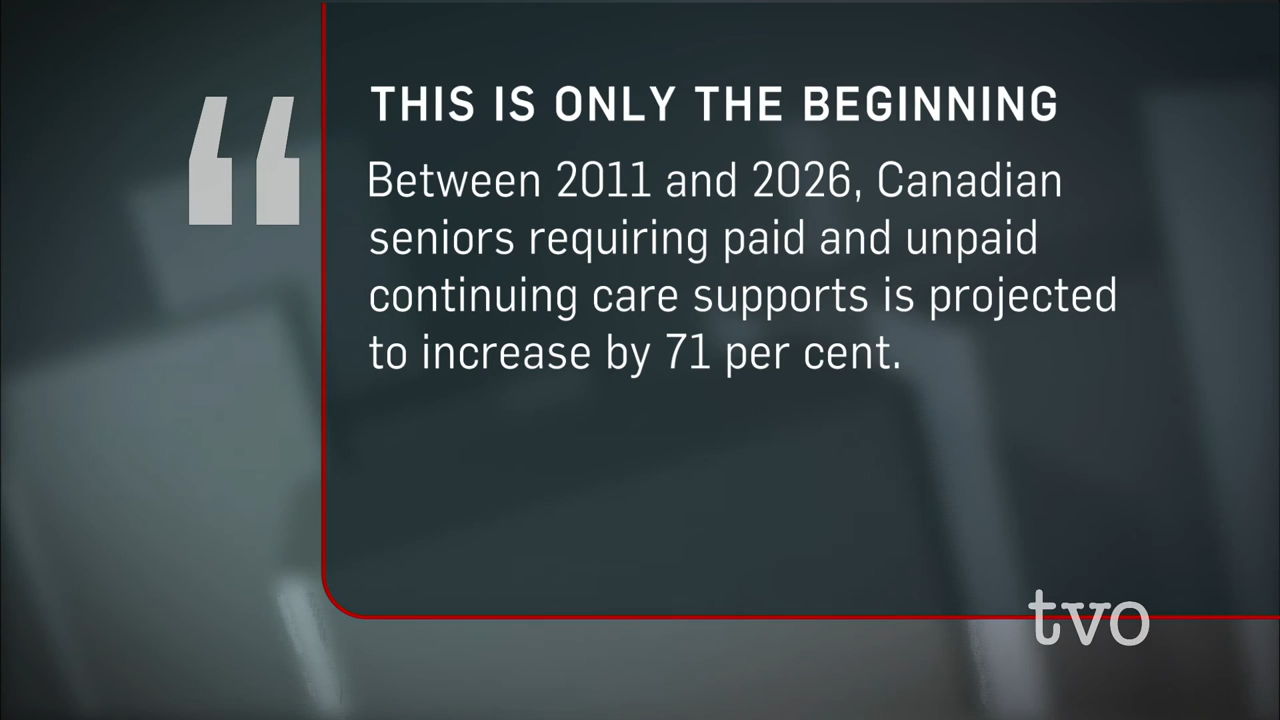 “
THIS IS ONLY THE BEGINNING
Between 2011 and 2026, Canadian
seniors requiring paid and unpaid
continuing care supports is projected
to increase by 71 per cent.
tvo